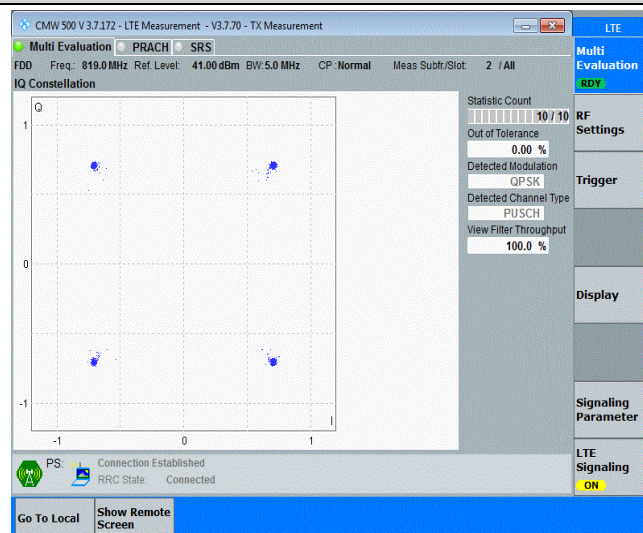 CMW 500 V 3.7.172 - LTE Measurement - V3.7.70 - TX Measurement
LTE
Multi Evaluation PRACH SRS
Multi
Evaluation
RDY
FDD Freq.: 819.0 MHz Ref. Level: 41.00 dBm BW: 5.0 MHz CP : Normal Meas Subfr./Slot: 2 / All
IQ Constellation
Q
1
0
-1
I
-1 0 1
Statistic Count
10 / 10
Out of Tolerance
0.00 %
Detected Modulation
QPSK
Detected Channel Type
PUSCH
View Filter Throughput
100.0 %
RF
Settings
Trigger
Display
Signaling
Parameter
LTE
Signaling
ON
PS: Connection Established
RRC State: Connected
Go To Local
Show Remote
Screen